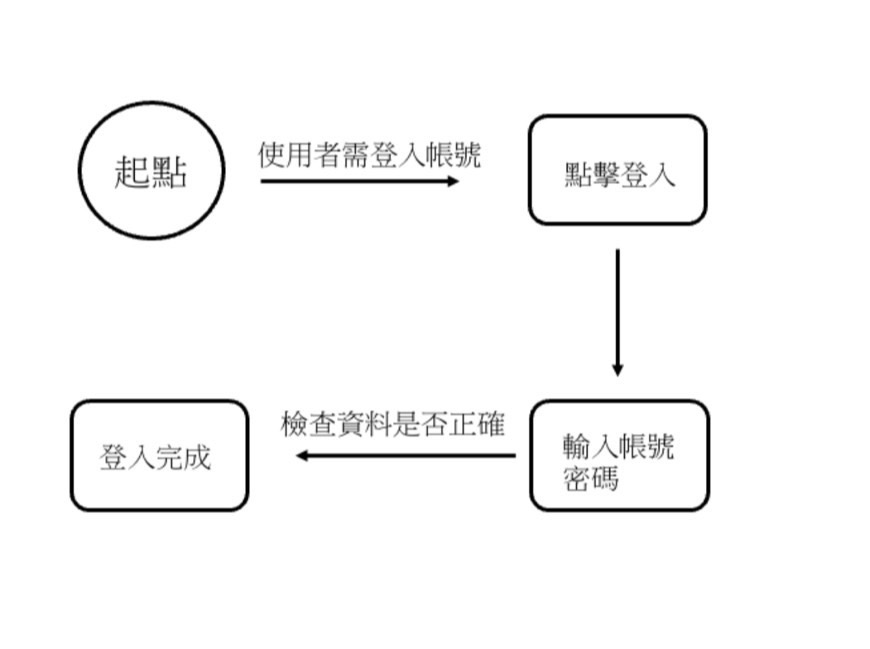 起點
使用者需登入帳號
點擊登入
輸入帳號
密碼
檢查資料是否正確
登入完成